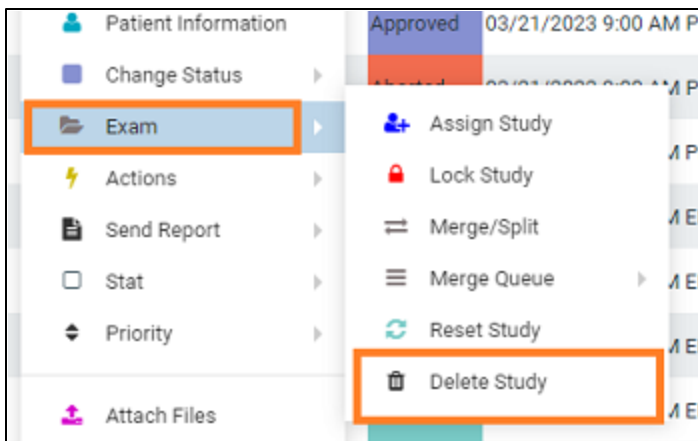 Patient Information
Approved 03/21/2023 9:00 AM P
Change Status
Exam
Assign Study
Actions
Lock Study
Send Report
Merge/Split
Stat
Merge Queue
Priority
Reset Study
Delete Study
Attach Files
M P
M P
M P
M E
M E
M E
M E